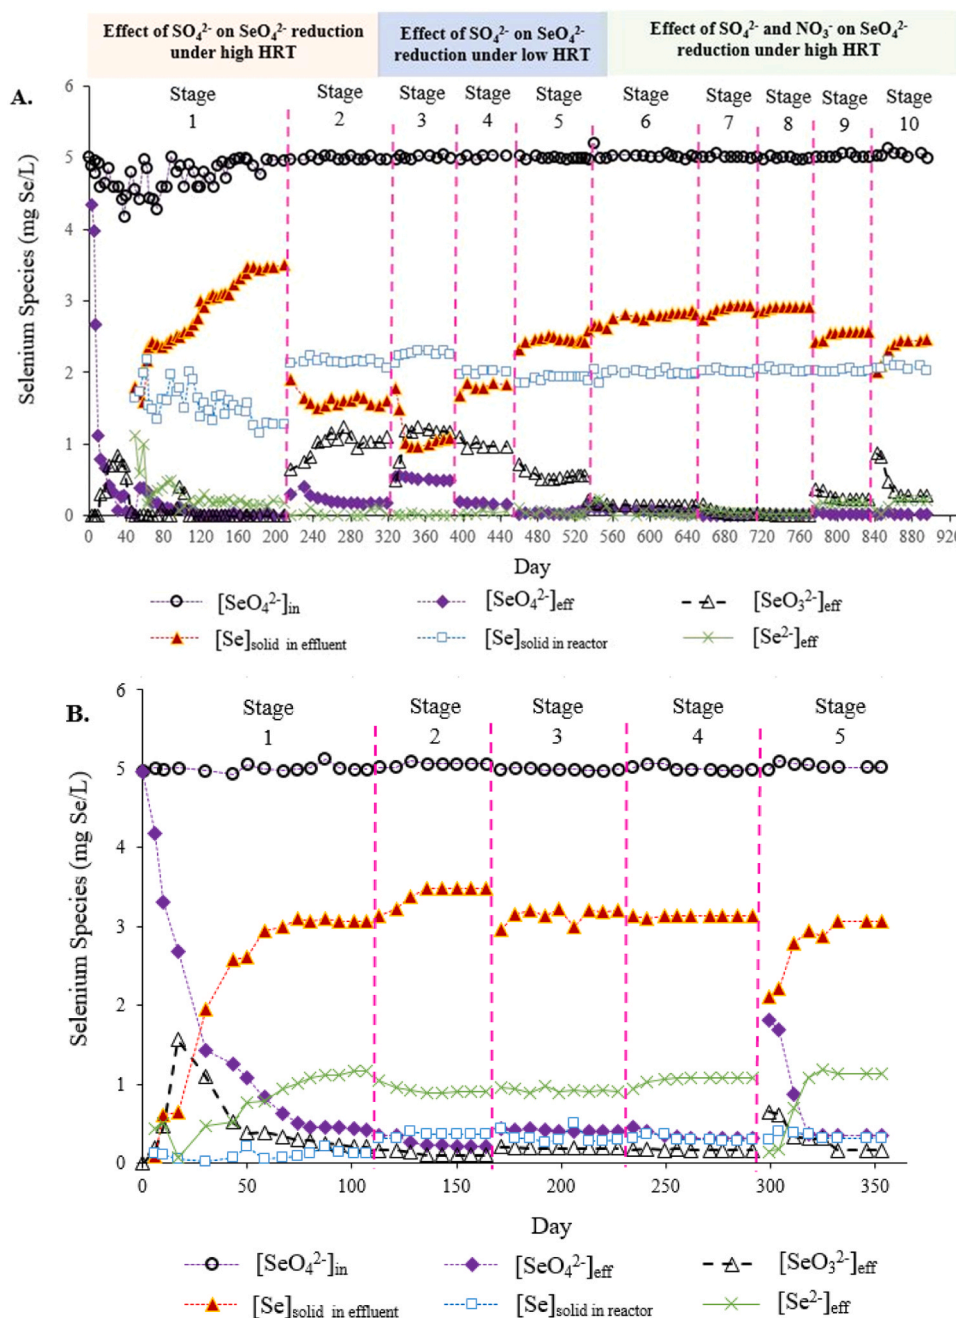 Effect of SO₄²⁻ on SeO₄²⁻ reduction
under high HRT
Effect of SO₄²⁻ on SeO₄²⁻
reduction under low HRT
Effect of SO₄²⁻ and NO₃⁻ on SeO₄²⁻
reduction under high HRT
A.
Stage
1
Stage
2
Stage
3
Stage
4
Stage
5
Stage
6
Stage
7
Stage
8
Stage
9
Stage
10
Selenium Species (mg Se/L)
6
5
4
3
2
1
0
0 40 80 120 160 200 240 280 320 360 400 440 480 520 560 600 640 680 720 760 800 840 880 920
Day
[SeO₄²⁻]in
[SeO₄²⁻]eff
[SeO₃²⁻]eff
[Se]solid in effluent
[Se]solid in reactor
[Se²⁻]eff
B.
Stage
1
Stage
2
Stage
3
Stage
4
Stage
5
Selenium Species (mg Se/L)
6
5
4
3
2
1
0
0 50 100 150 200 250 300 350
Day
[SeO₄²⁻]in
[SeO₄²⁻]eff
[SeO₃²⁻]eff
[Se]solid in effluent
[Se]solid in reactor
[Se²⁻]eff